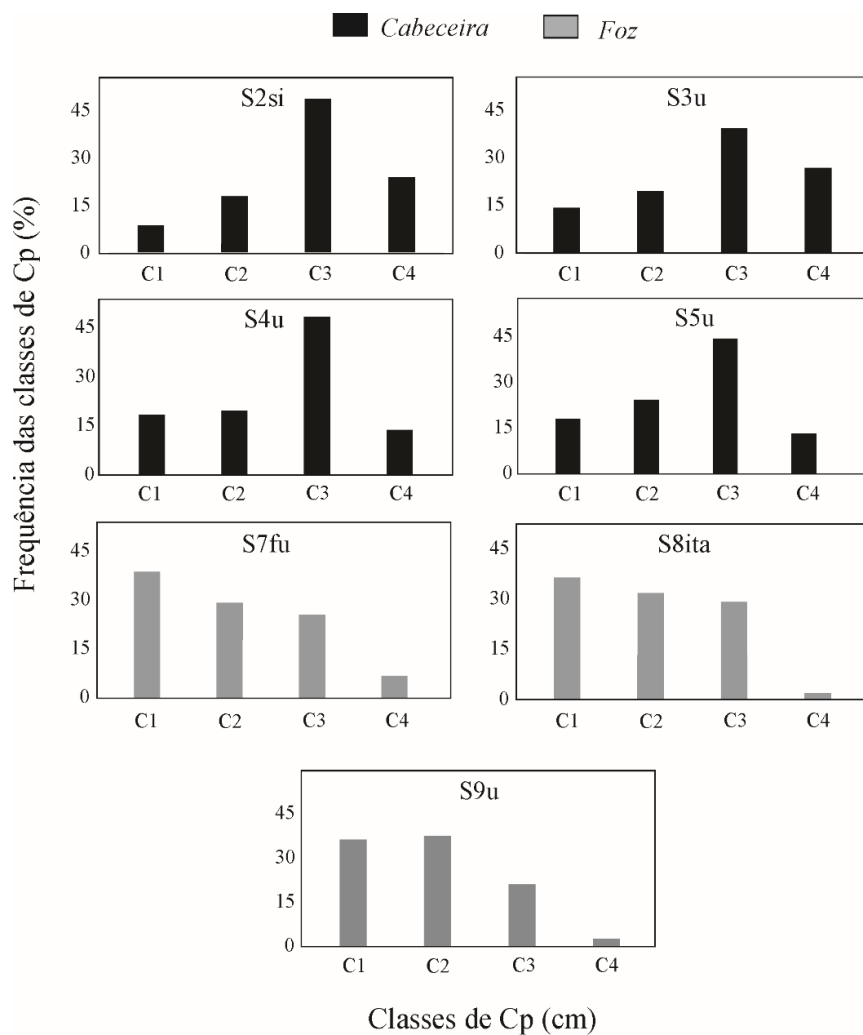 Cabeceira Foz
Frequência das classes de Cp (%)
S2si
45
30
15
0
C1 C2 C3 C4
S3u
45
30
15
0
C1 C2 C3 C4
S4u
45
30
15
0
C1 C2 C3 C4
S5u
45
30
15
0
C1 C2 C3 C4
S7fu
45
30
15
0
C1 C2 C3 C4
S8ita
45
30
15
0
C1 C2 C3 C4
S9u
45
30
15
0
C1 C2 C3 C4
Classes de Cp (cm)